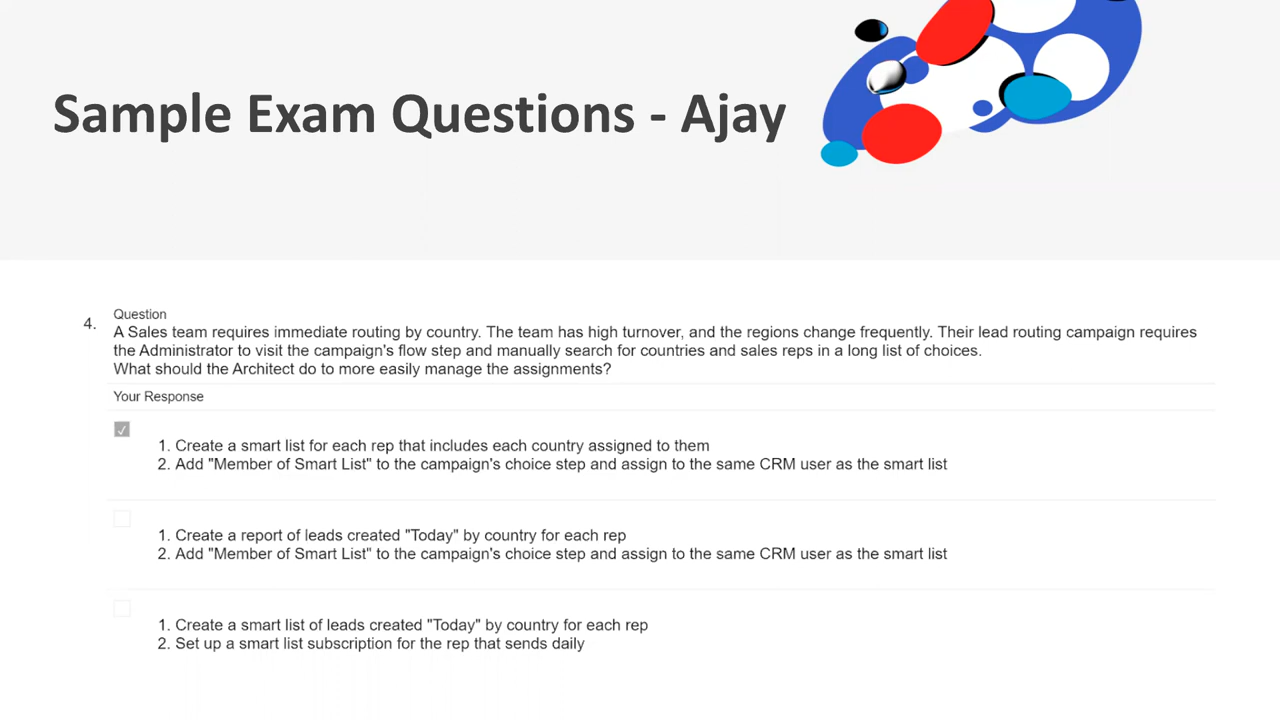 Sample Exam Questions - Ajay
4.
Question
A Sales team requires immediate routing by country. The team has high turnover, and the regions change frequently. Their lead routing campaign requires
the Administrator to visit the campaign's flow step and manually search for countries and sales reps in a long list of choices.
What should the Architect do to more easily manage the assignments?
Your Response
1. Create a smart list for each rep that includes each country assigned to them
2. Add "Member of Smart List" to the campaign's choice step and assign to the same CRM user as the smart list
1. Create a report of leads created "Today" by country for each rep
2. Add "Member of Smart List" to the campaign's choice step and assign to the same CRM user as the smart list
1. Create a smart list of leads created "Today" by country for each rep
2. Set up a smart list subscription for the rep that sends daily